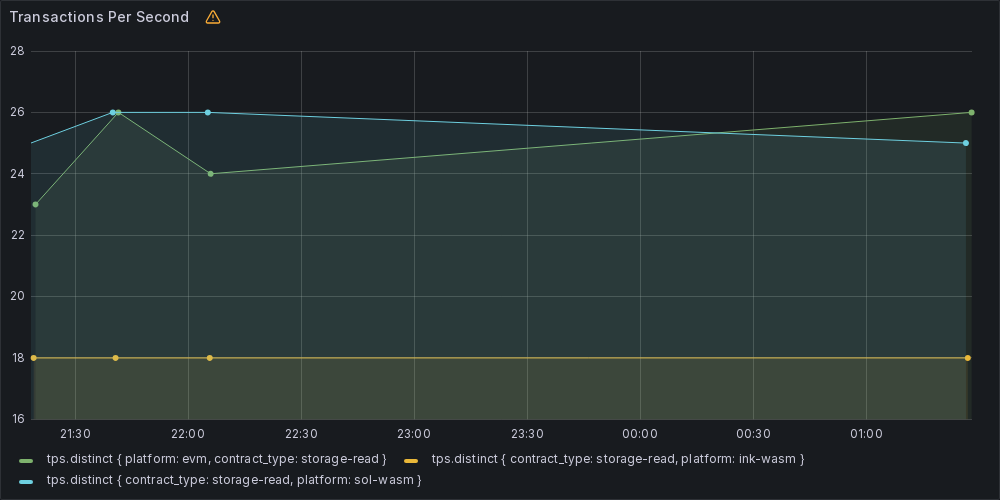 Transactions Per Second
28
26
24
22
20
18
16
21:30 22:00 22:30 23:00 23:30 00:00 00:30 01:00
tps.distinct { platform: evm, contract_type: storage-read } tps.distinct { contract_type: storage-read, platform: ink-wasm }
tps.distinct { contract_type: storage-read, platform: sol-wasm }